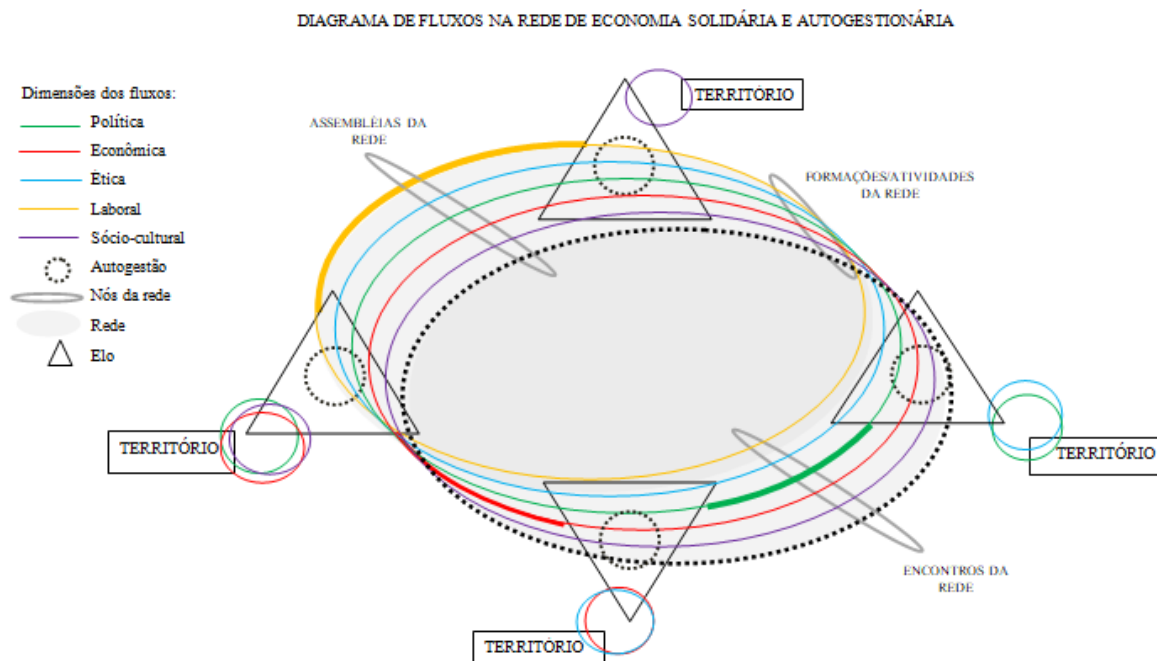 DIAGRAMA DE FLUXOS NA REDE DE ECONOMIA SOLIDÁRIA E AUTOGESTIONÁRIA
Dimensões dos fluxos:
Política
Econômica
Ética
Laboral
Sócio-cultural
Autogestão
Nós da rede
Rede
Elo
TERRITÓRIO
ASSEMBLÉIAS DA
REDE
FORMAÇÕES/ATIVIDADES
DA REDE
TERRITÓRIO
TERRITÓRIO
ENCONTROS DA
REDE
TERRITÓRIO